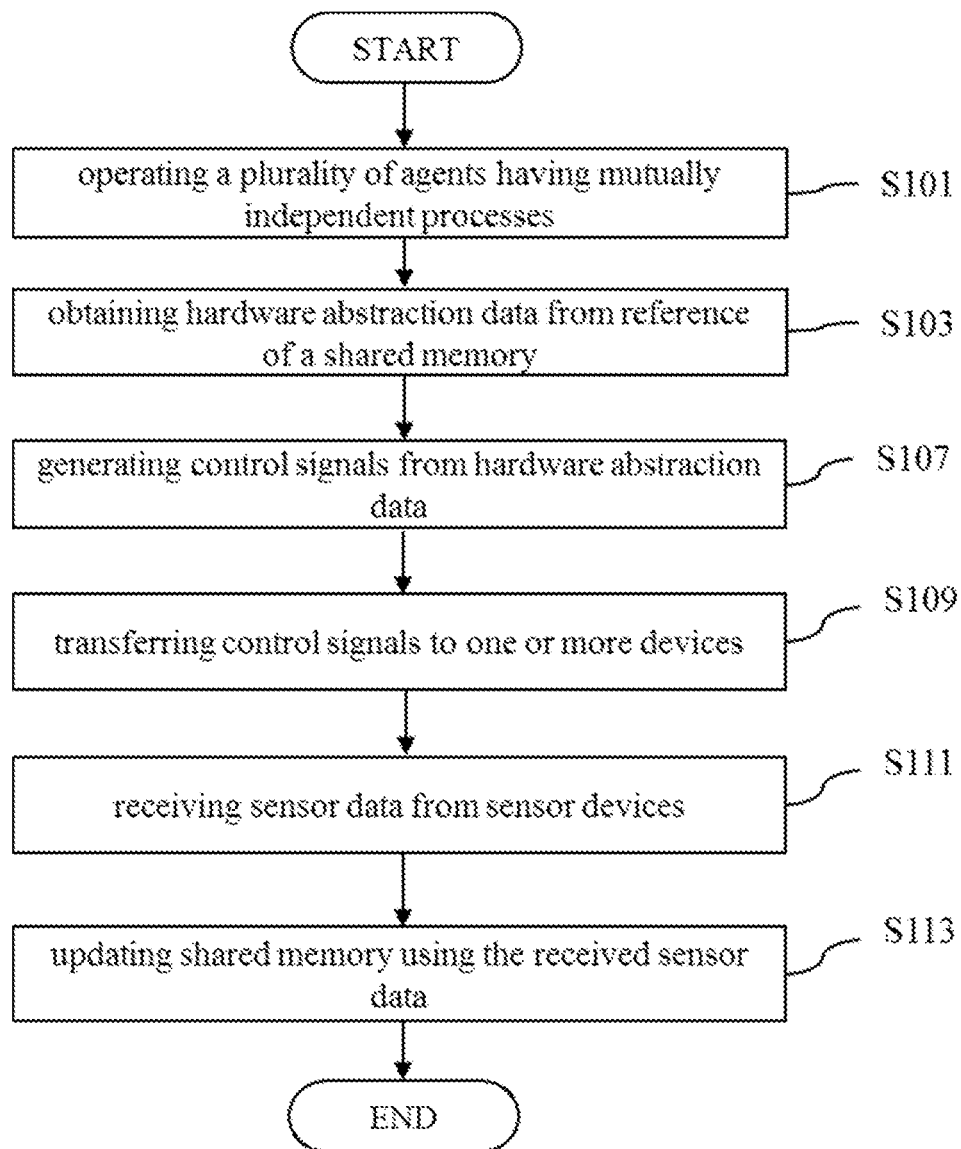 START
operating a plurality of agents having mutually
independent processes
S101
obtaining hardware abstraction data from reference
of a shared memory
S103
generating control signals from hardware abstraction
data
S107
transferring control signals to one or more devices
S109
receiving sensor data from sensor devices
S111
updating shared memory using the received sensor
data
S113
END